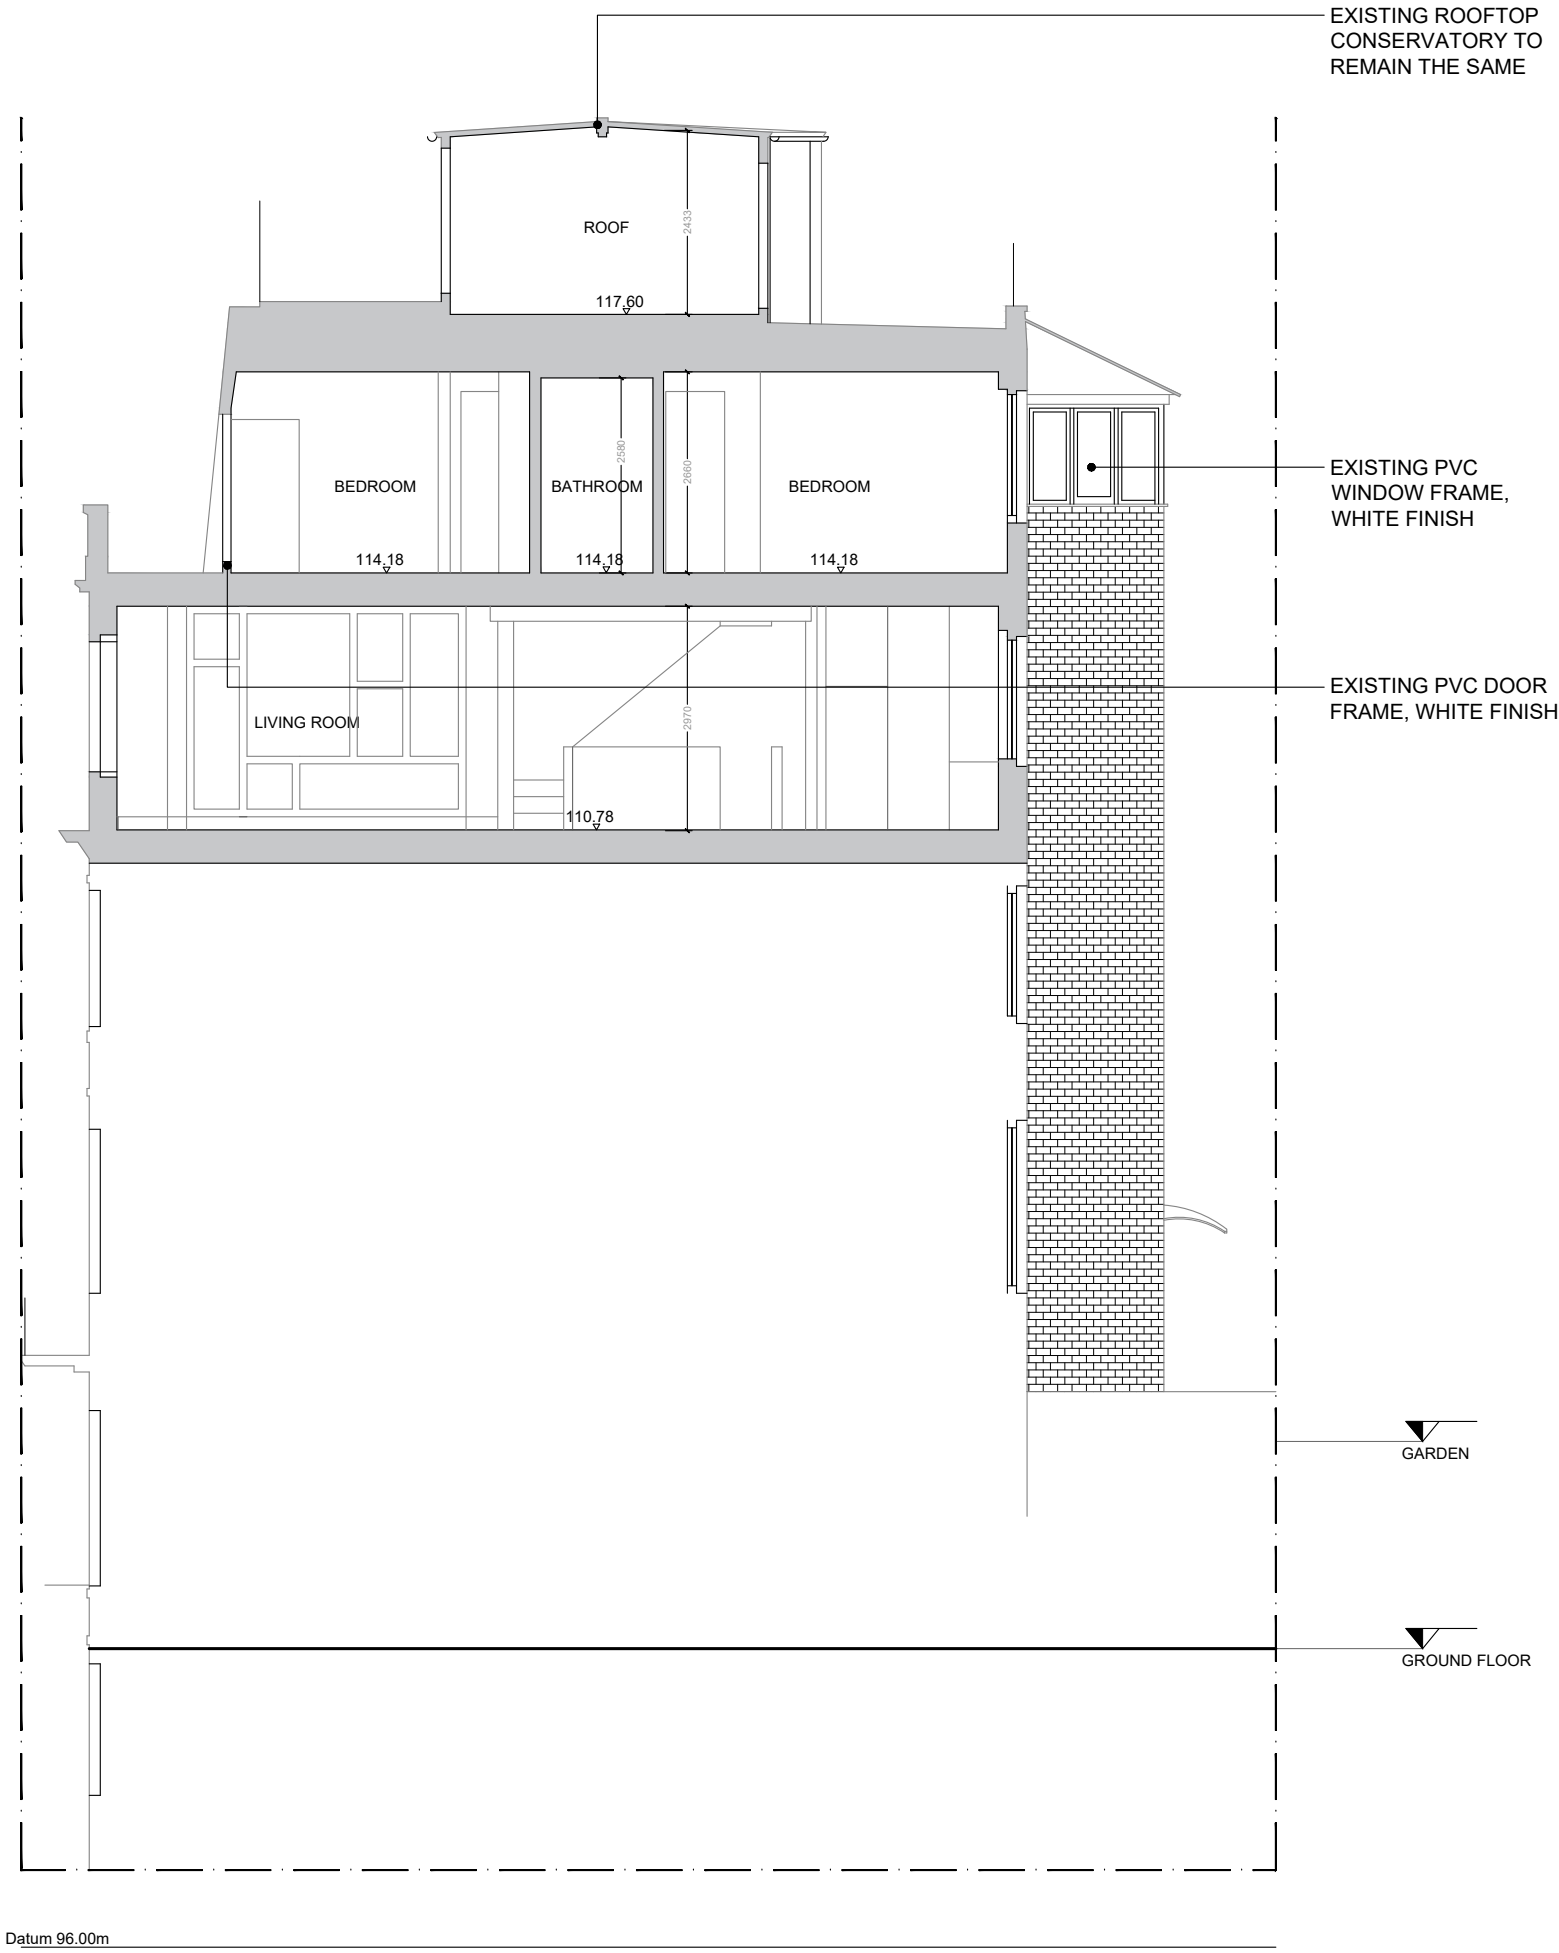 EXISTING ROOFTOP
CONSERVATORY TO
REMAIN THE SAME
ROOF
2433
117.60
2580
2660
BEDROOM
BATHROOM
BEDROOM
EXISTING PVC
WINDOW FRAME,
WHITE FINISH
114.18
114.18
114.18
EXISTING PVC DOOR
FRAME, WHITE FINISH
LIVING ROOM
2970
110.78
GARDEN
GROUND FLOOR
Datum 96.00m